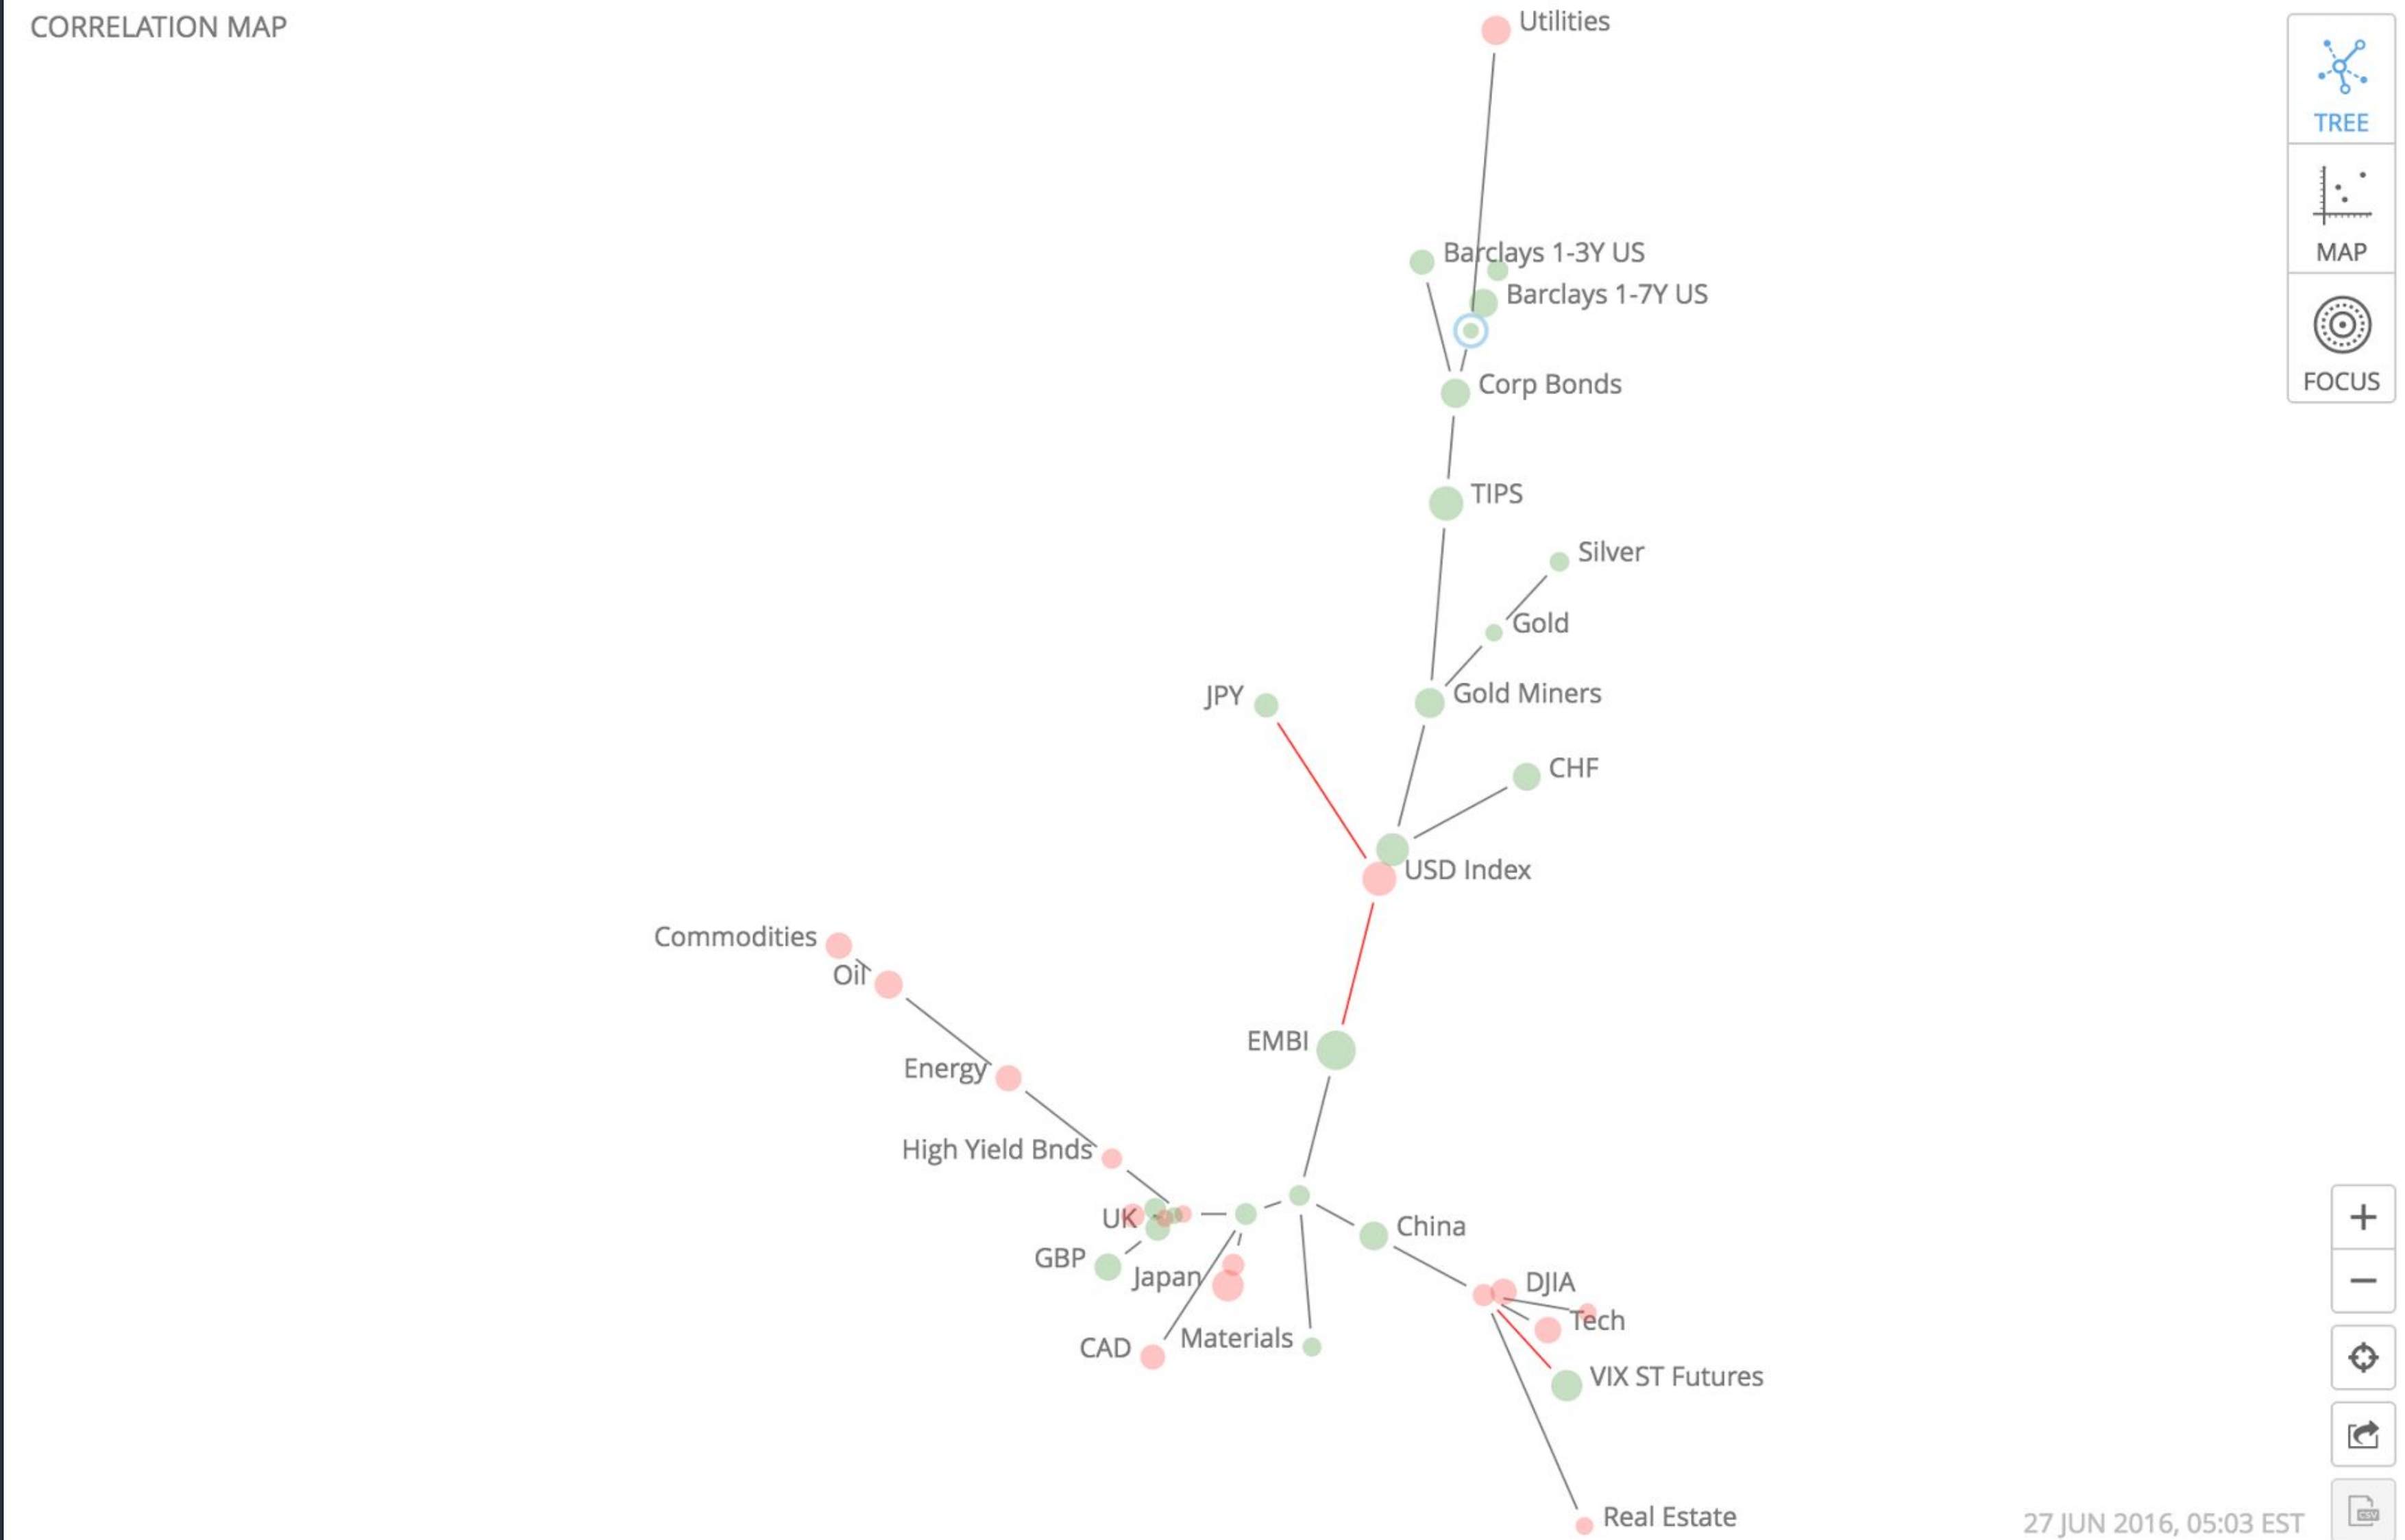 CORRELATION MAP
Utilities
TREE
MAP
FOCUS
Barclays 1-3Y US
Barclays 1-7Y US
Corp Bonds
TIPS
Silver
Gold
JPY
Gold Miners
CHF
USD Index
Commodities
Oil
EMBI
Energy
High Yield Bnds
UK
China
GBP
Japan
DJIA
Tech
CAD
Materials
VIX ST Futures
Real Estate
27 JUN 2016, 05:03 EST
CSV